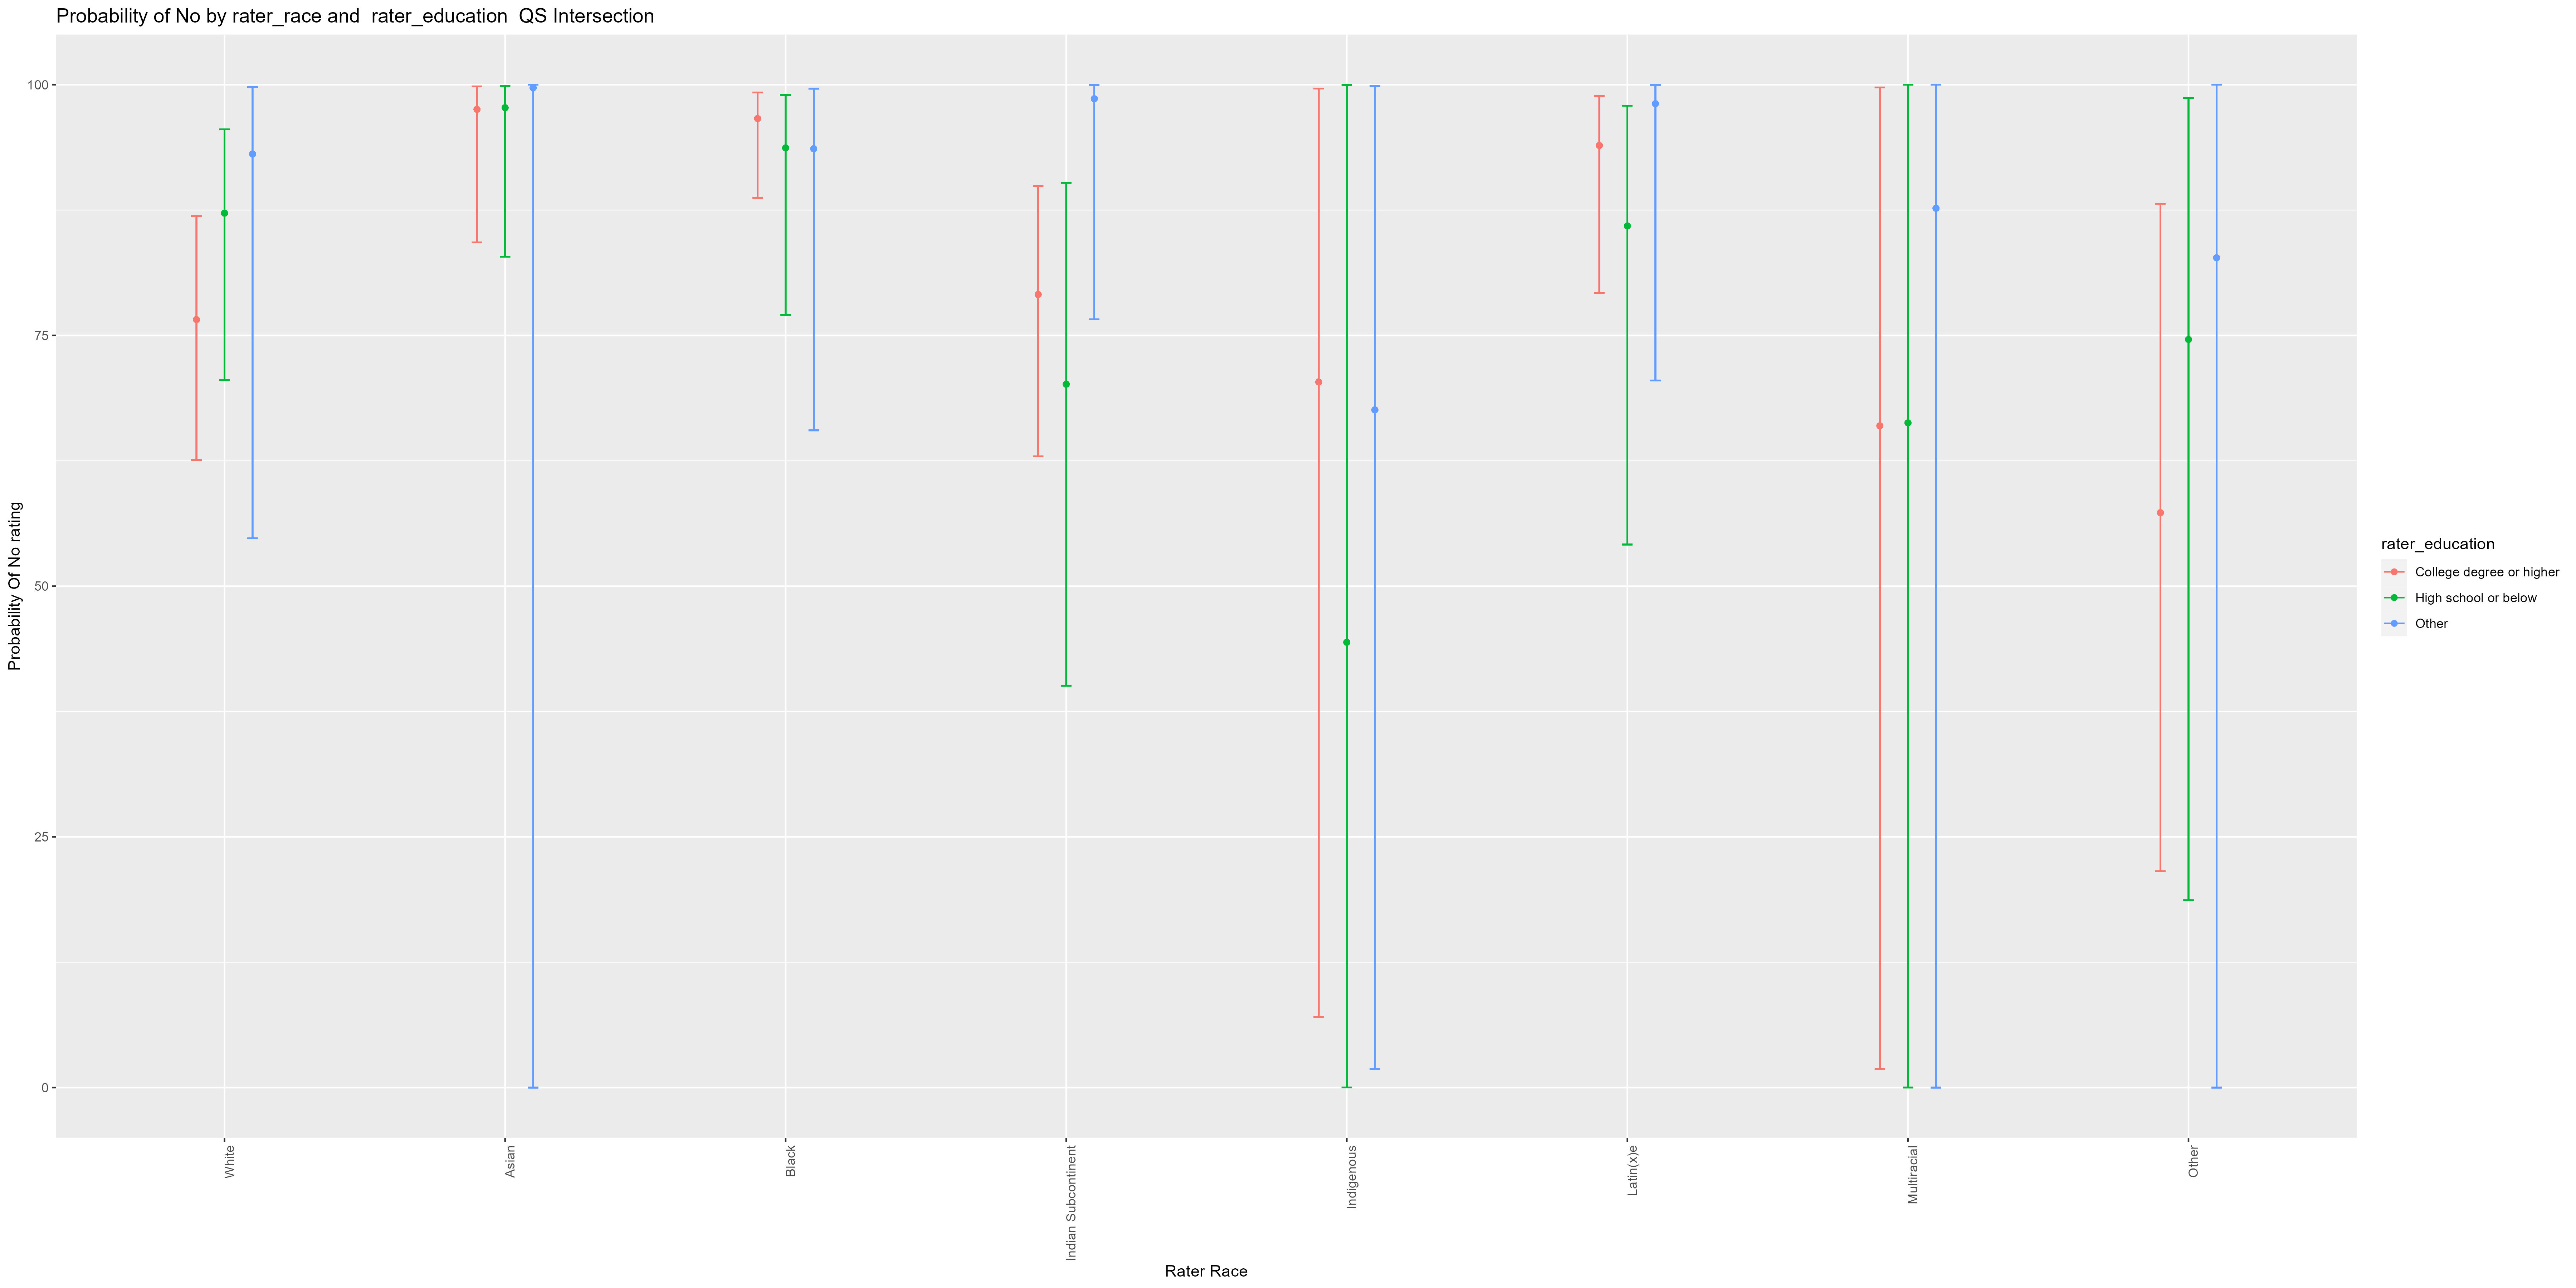 Probability of No by rater_race and  rater_education  QS Intersection
Probability Of No rating
100
75
50
25
0
White
Asian
Black
Indian Subcontinent
Indigenous
Latin(x)e
Multiracial
Other
Rater Race
rater_education
College degree or higher
High school or below
Other